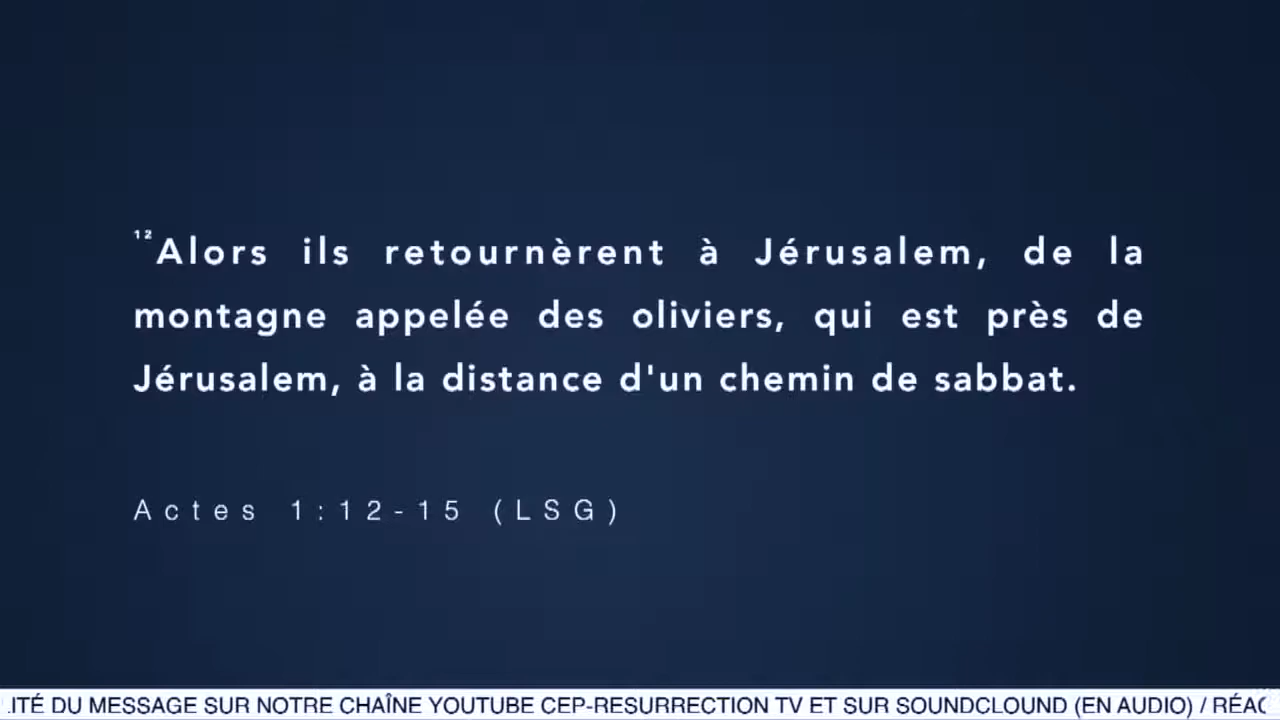 ¹²Alors ils retournèrent à Jérusalem, de la
montagne appelée des oliviers, qui est près de
Jérusalem, à la distance d'un chemin de sabbat.
Actes 1:12-15 (LSG)
DU MESSAGE SUR NOTRE CHAÎNE YOUTUBE CEP-RESURRECTION TV ET SUR SOUNDCLOUND (EN AUDIO) /